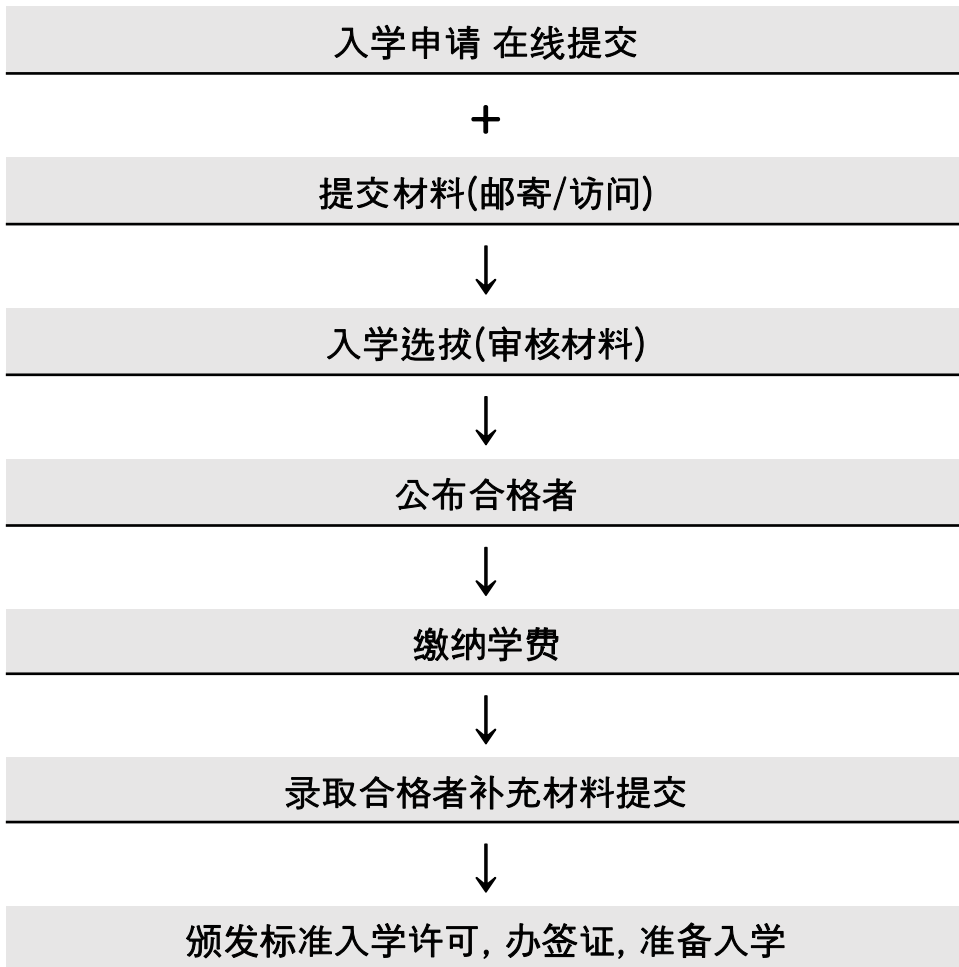 入学申请 在线提交
+
提交材料(邮寄/访问)
↓
入学选拔(审核材料)
↓
公布合格者
↓
缴纳学费
↓
录取合格者补充材料提交
↓
颁发标准入学许可, 办签证, 准备入学